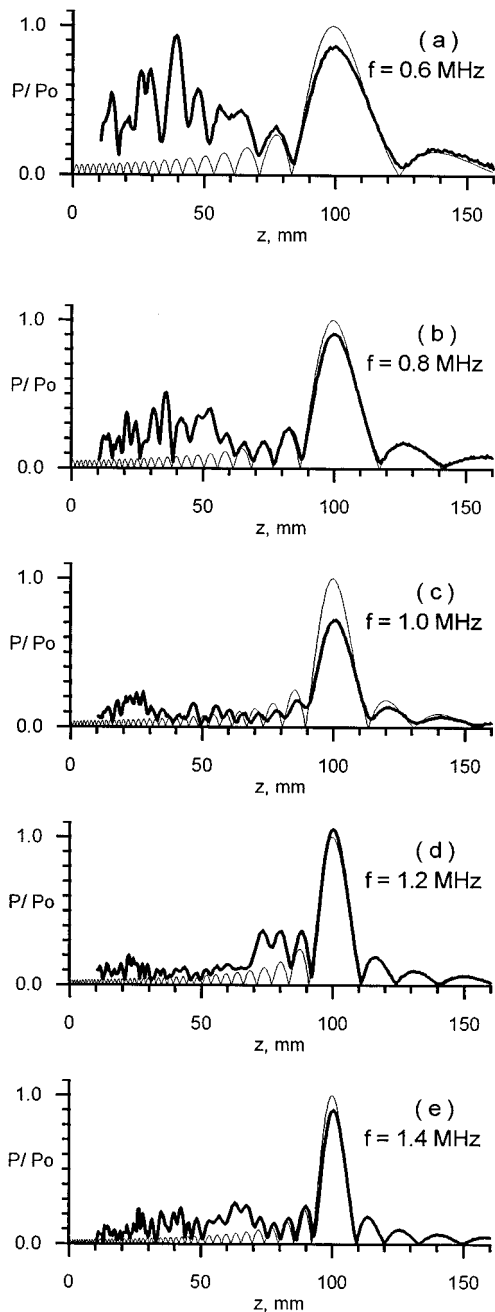 1.0
( a )
f = 0.6 MHz
P/ Po
0.0
0
50
100
150
z, mm
1.0
( b )
f = 0.8 MHz
P/ Po
0.0
0
50
100
150
z, mm
1.0
( c )
f = 1.0 MHz
P/ Po
0.0
0
50
100
150
z, mm
1.0
( d )
f = 1.2 MHz
P/ Po
0.0
0
50
100
150
z, mm
1.0
( e )
f = 1.4 MHz
P/ Po
0.0
0
50
100
150
z, mm